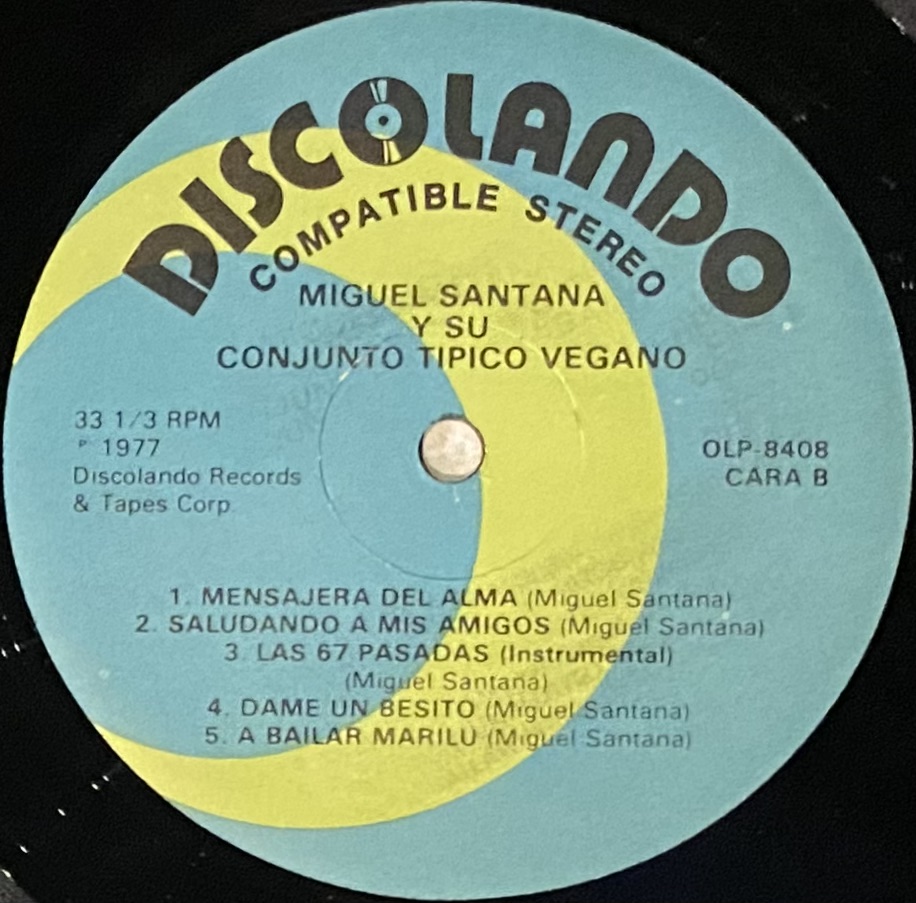 DISCOLANDO
COMPATIBLE STEREO
MIGUEL SANTANA
Y SU
CONJUNTO TIPICO VEGANO
33 1/3 RPM
℗ 1977
Discolando Records
& Tapes Corp
OLP-8408
CARA B
1. MENSAJERA DEL ALMA (Miguel Santana)
2. SALUDANDO A MIS AMIGOS (Miguel Santana)
3. LAS 67 PASADAS (Instrumental)
(Miguel Santana)
4. DAME UN BESITO (Miguel Santana)
5. A BAILAR MARILU (Miguel Santana)